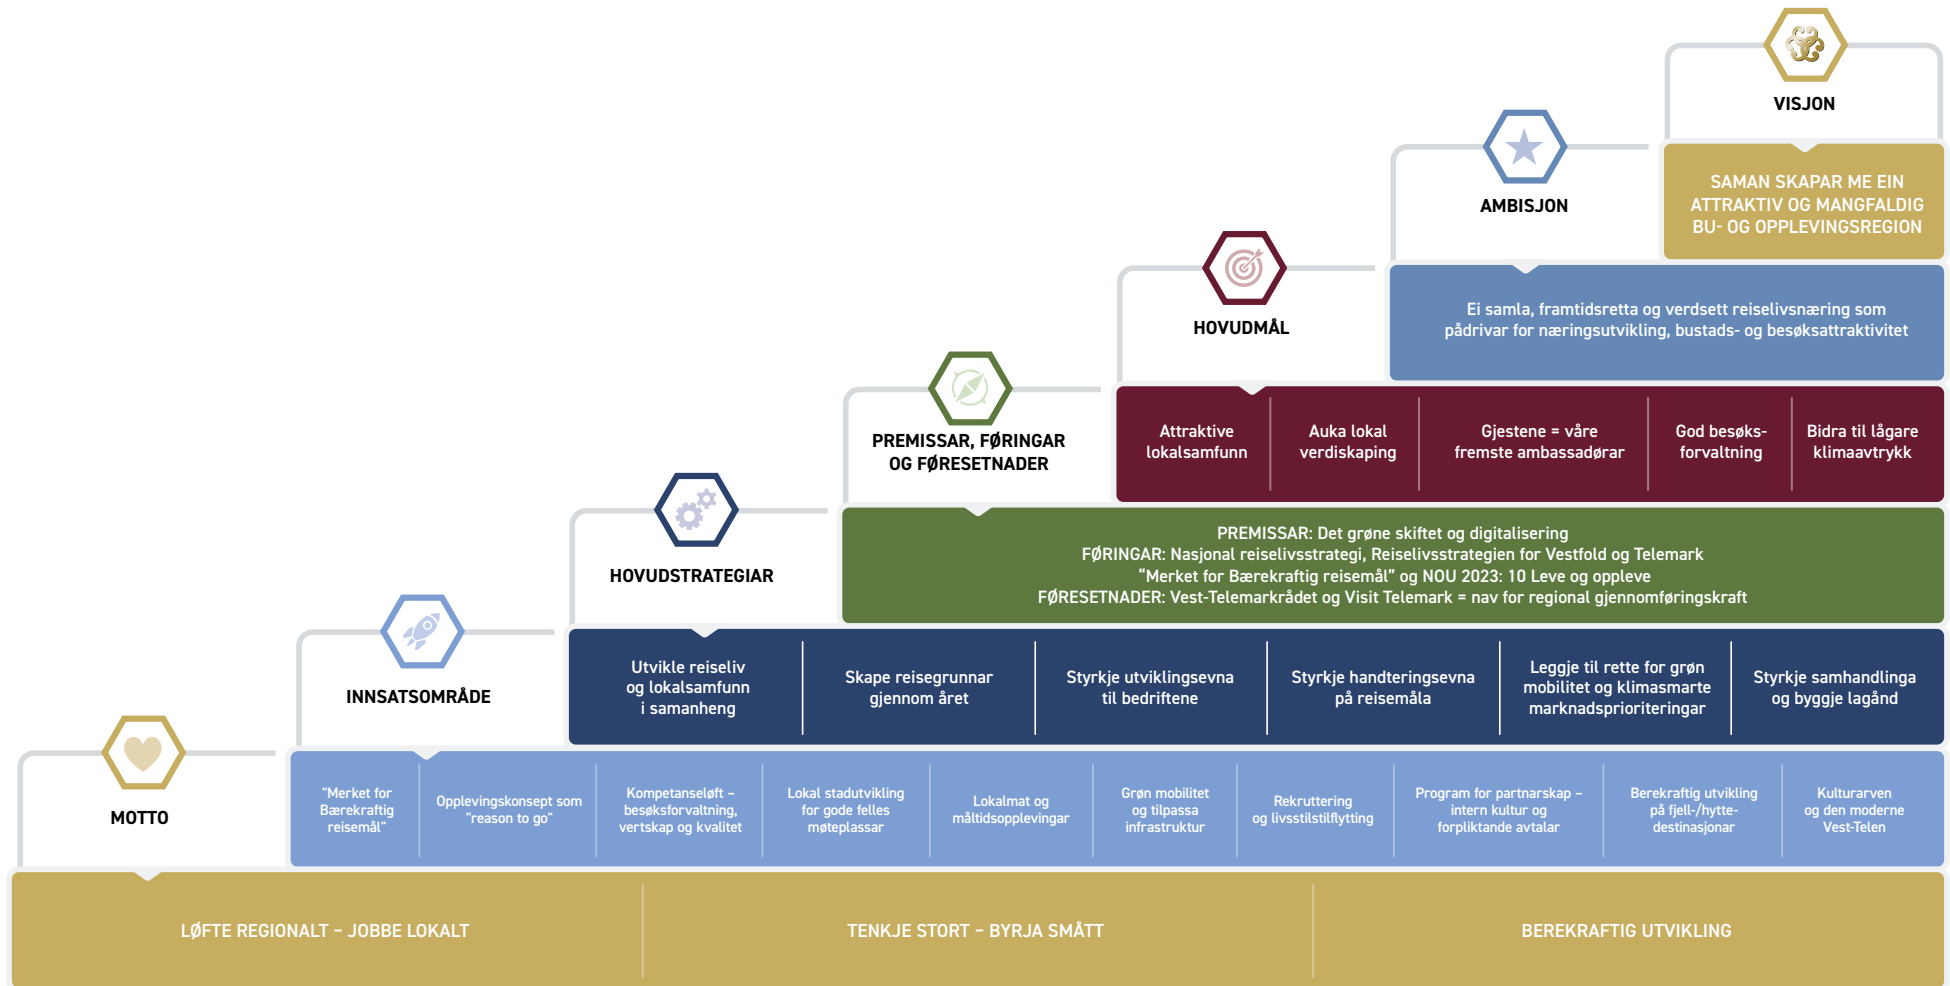 VISJON
SAMAN SKAPAR ME EIN
ATTRAKTIV OG MANGFALDIG
BU- OG OPPLEVINGSREGION
AMBISJON
Ei samla, framtidsretta og verdsett reiselivsnæring som
pådrivar for næringsutvikling, bustads- og besøksattraktivitet
HOVUDMÅL
Attraktive
lokalsamfunn
Auka lokal
verdiskaping
Gjestene = våre
fremste ambassadørar
God besøks-
forvaltning
Bidra til lågare
klimaavtrykk
PREMISSAR, FØRINGAR
OG FØRESETNADER
PREMISSAR: Det grøne skiftet og digitalisering
FØRINGAR: Nasjonal reiselivsstrategi, Reiselivsstrategien for Vestfold og Telemark
“Merket for Bærekraftig reisemål” og NOU 2023: 10 Leve og oppleve
FØRESETNADER: Vest-Telemarkrådet og Visit Telemark = nav for regional gjennomføringskraft
HOVUDSTRATEGIAR
Utvikle reiseliv
og lokalsamfunn
i samanheng
Skape reisegrunnar
gjennom året
Styrkje utviklingsevna
til bedriftene
Styrkje handteringsevna
på reisemåla
Leggje til rette for grøn
mobilitet og klimasmarte
marknadsprioriteringar
Styrkje samhandlinga
og byggje lagånd
INNSATSOMRÅDE
"Merket for
Bærekraftig
reisemål"
Opplevingskonsept som
"reason to go"
Kompetanseløft –
besøksforvaltning,
vertskap og kvalitet
Lokal stadutvikling
for gode felles
møteplassar
Lokalmat og
måltidsopplevingar
Grøn mobilitet
og tilpassa
infrastruktur
Rekruttering
og livsstilstilflytting
Program for partnarskap –
intern kultur og
forpliktande avtalar
Berekraftig utvikling
på fjell-/hytte-
destinasjonar
Kulturarven
og den moderne
Vest-Telen
MOTTO
LØFTE REGIONALT – JOBBE LOKALT
TENKJE STORT – BYRJA SMÅTT
BEREKRAFTIG UTVIKLING